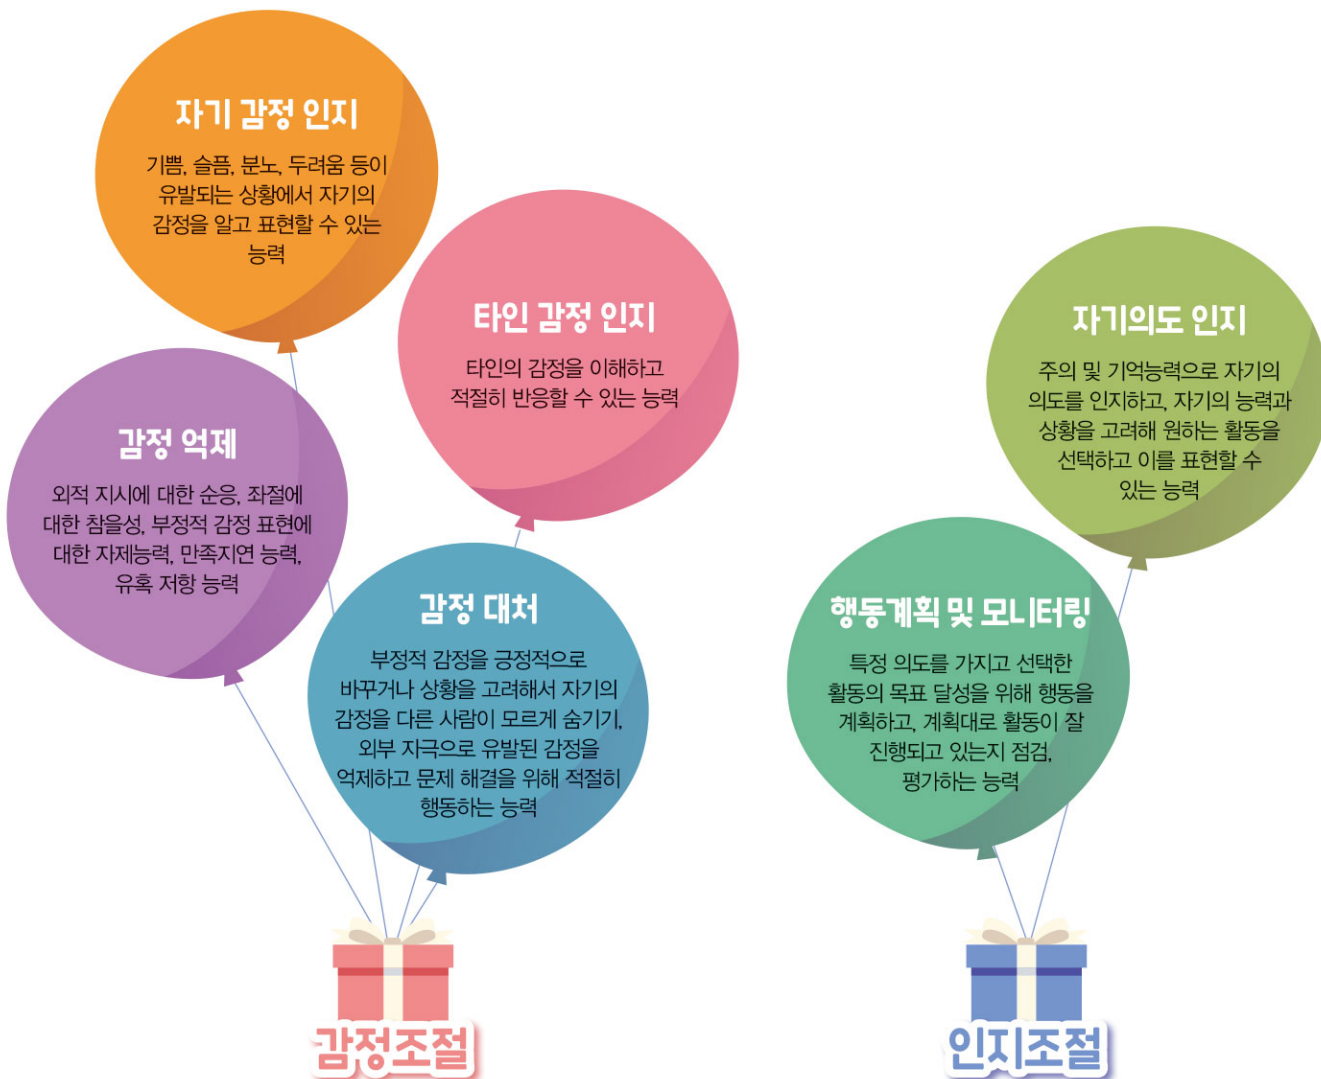 자기 감정 인지
기쁨, 슬픔, 분노, 두려움 등이
유발되는 상황에서 자기의
감정을 알고 표현할 수 있는
능력
타인 감정 인지
타인의 감정을 이해하고
적절히 반응할 수 있는 능력
감정 억제
외적 지시에 대한 순응, 좌절에
대한 참을성, 부정적 감정 표현에
대한 자제능력, 만족지연 능력,
유혹 저항 능력
감정 대처
부정적 감정을 긍정적으로
바꾸거나 상황을 고려해서 자기의
감정을 다른 사람이 모르게 숨기기,
외부 자극으로 유발된 감정을
억제하고 문제 해결을 위해 적절히
행동하는 능력
감정조절
자기의도 인지
주의 및 기억능력으로 자기의
의도를 인지하고, 자기의 능력과
상황을 고려해 원하는 활동을
선택하고 이를 표현할 수
있는 능력
행동계획 및 모니터링
특정 의도를 가지고 선택한
활동의 목표 달성을 위해 행동을
계획하고, 계획대로 활동이 잘
진행되고 있는지 점검,
평가하는 능력
인지조절